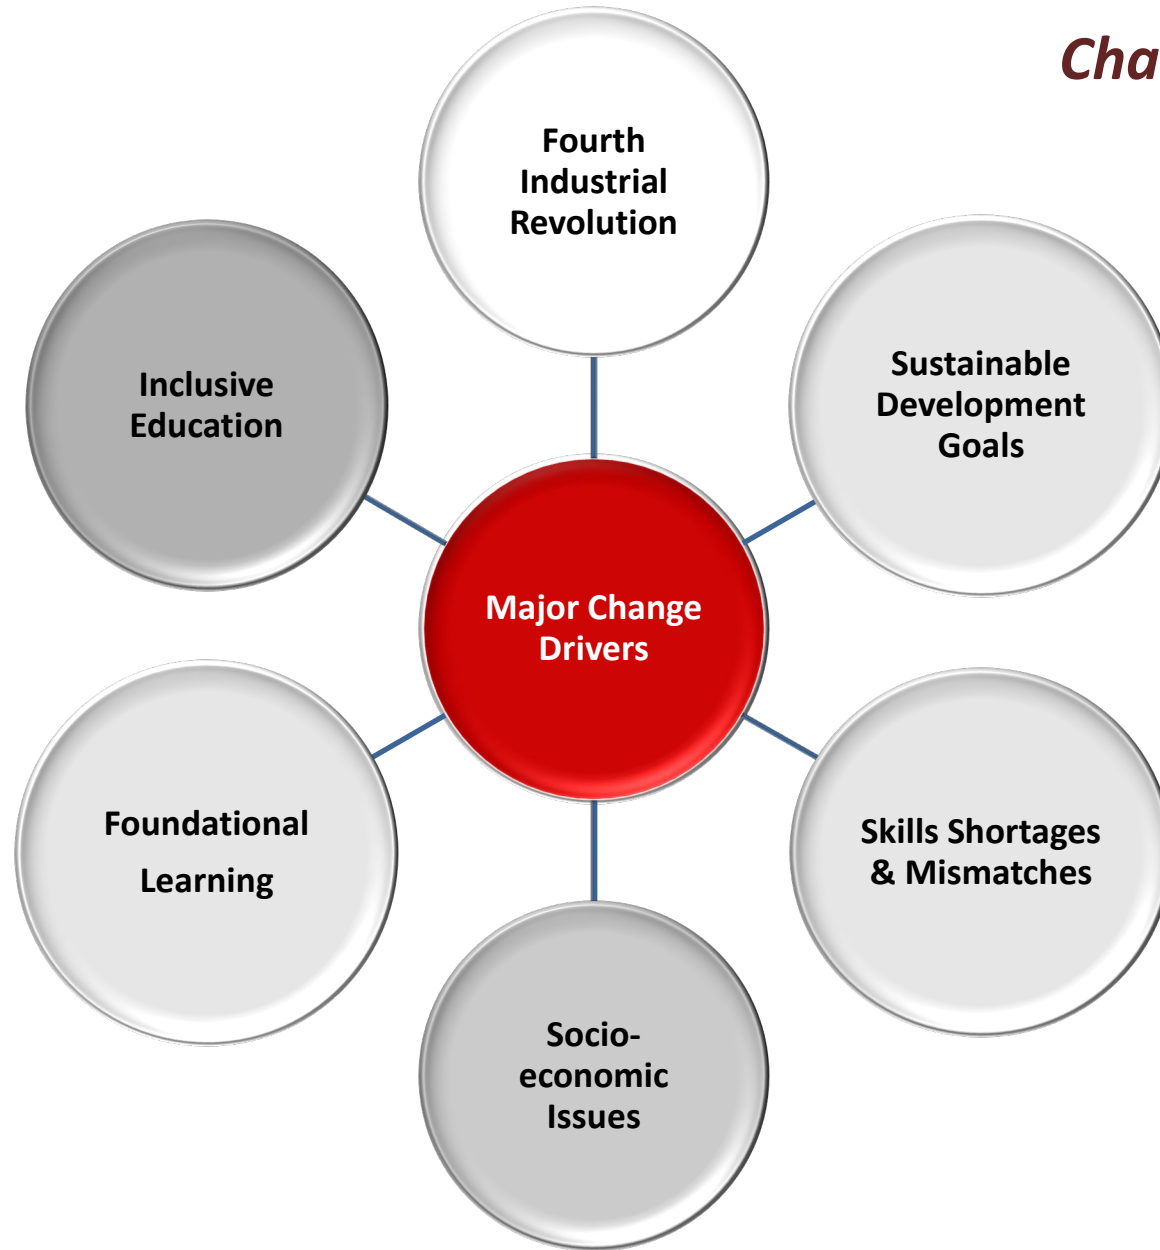 Cha
Fourth
Industrial
Revolution
Sustainable
Development
Goals
Skills Shortages
& Mismatches
Socio-
economic
Issues
Foundational
Learning
Inclusive
Education
Major Change
Drivers